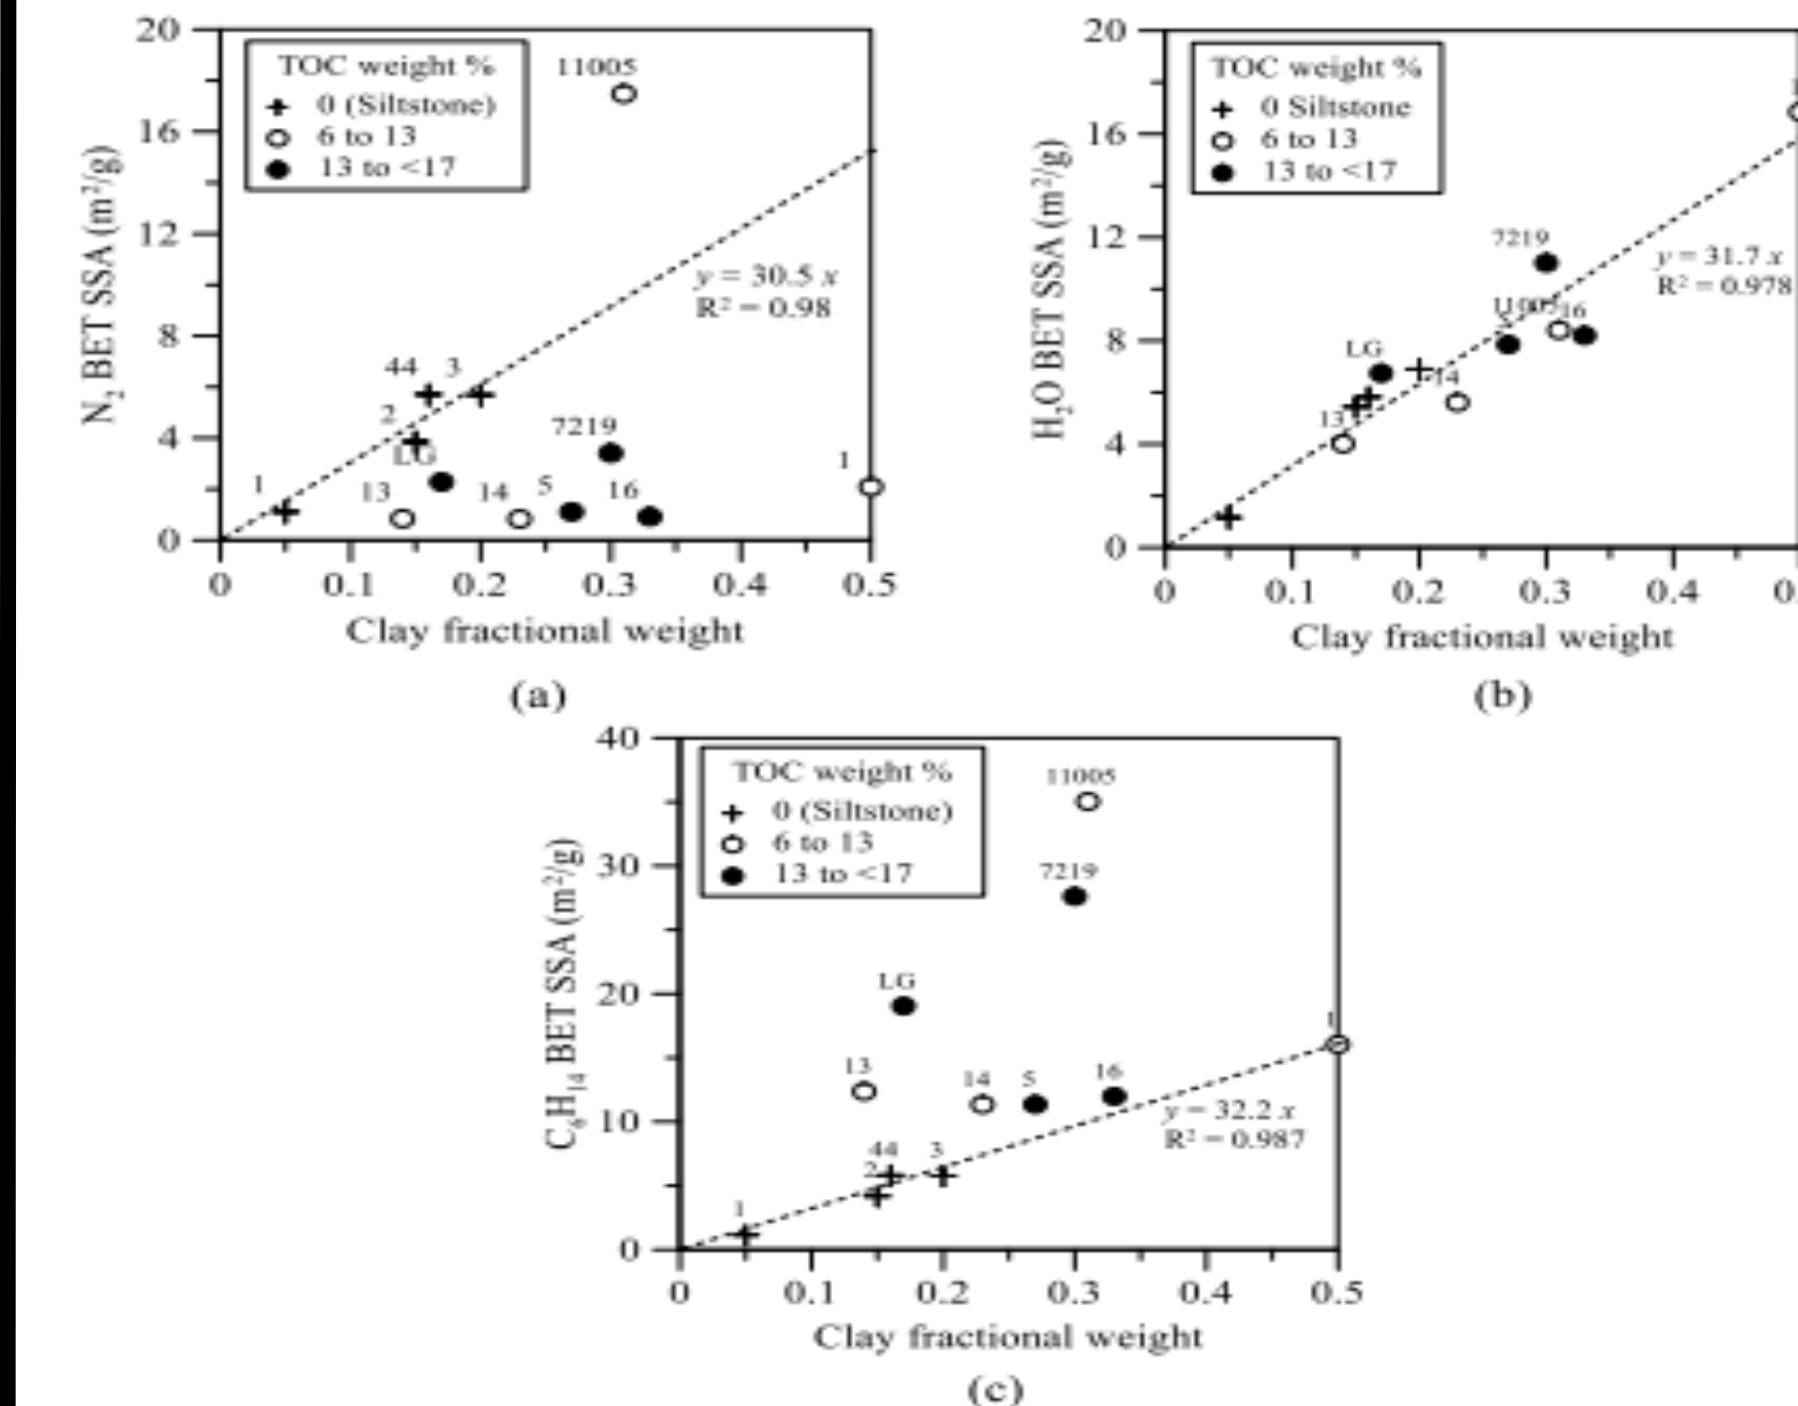 20
16
12
8
4
0
N₂ BET SSA (m²/g)
TOC weight %
0 (Siltstone)
6 to 13
13 to <17
11005
y = 30.5 x
R² = 0.98
44
3
2
LG
7219
1
13
14
5
16
1
0
0.1
0.2
0.3
0.4
0.5
Clay fractional weight
(a)
20
16
12
8
4
0
H₂O BET SSA (m²/g)
TOC weight %
0 Siltstone
6 to 13
13 to <17
7219
y = 31.7 x
R² = 0.978
11005
16
LG
14
13
0
0.1
0.2
0.3
0.4
Clay fractional weight
(b)
40
30
20
10
0
C₆H₁₄ BET SSA (m²/g)
TOC weight %
0 (Siltstone)
6 to 13
13 to <17
11005
7219
LG
1
13
14
5
16
y = 32.2 x
R² = 0.987
44
3
2
1
0
0.1
0.2
0.3
0.4
0.5
Clay fractional weight
(c)